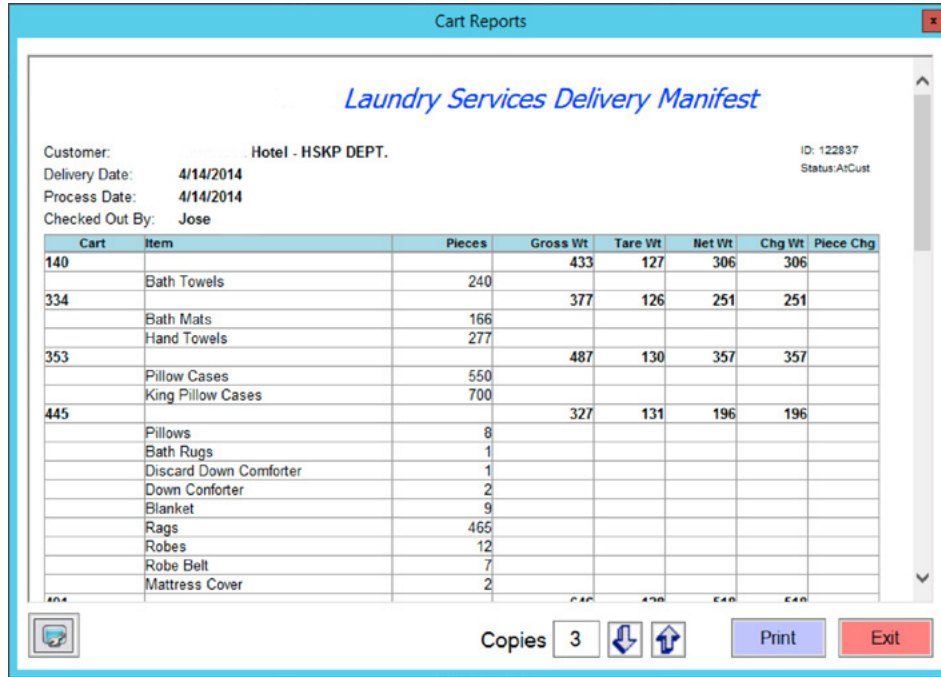 Cart Reports
x
Laundry Services Delivery Manifest
Customer: Hotel - HSKP DEPT.
ID: 122837
Delivery Date: 4/14/2014
Status:AtCust
Process Date: 4/14/2014
Checked Out By: Jose
Cart Item Pieces Gross Wt Tare Wt Net Wt Chg Wt Piece Chg
140 433 127 306 306
Bath Towels 240
334 377 126 251 251
Bath Mats 166
Hand Towels 277
353 487 130 357 357
Pillow Cases 550
King Pillow Cases 700
445 327 131 196 196
Pillows 8
Bath Rugs 1
Discard Down Comforter 1
Down Conforter 2
Blanket 9
Rags 465
Robes 12
Robe Belt 7
Mattress Cover 2
Copies 3 Print Exit